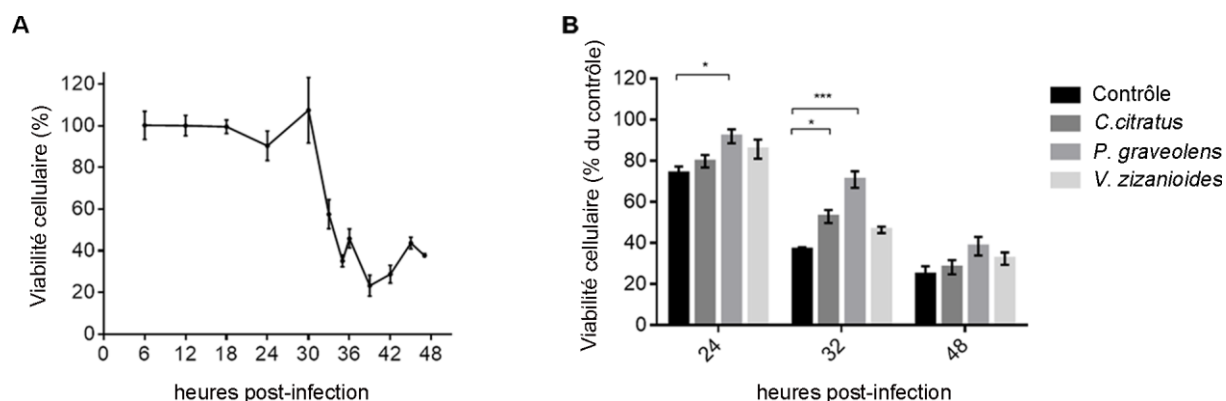 A
Viabilité cellulaire (%)
120
100
80
60
40
20
0
0 6 12 18 24 30 36 42 48
heures post-infection
B
Viabilité cellulaire (% du contrôle)
120
100
80
60
40
20
0
*
***
*
24 32 48
heures post-infection
Contrôle
C.citratus
P. graveolens
V. zizanioides